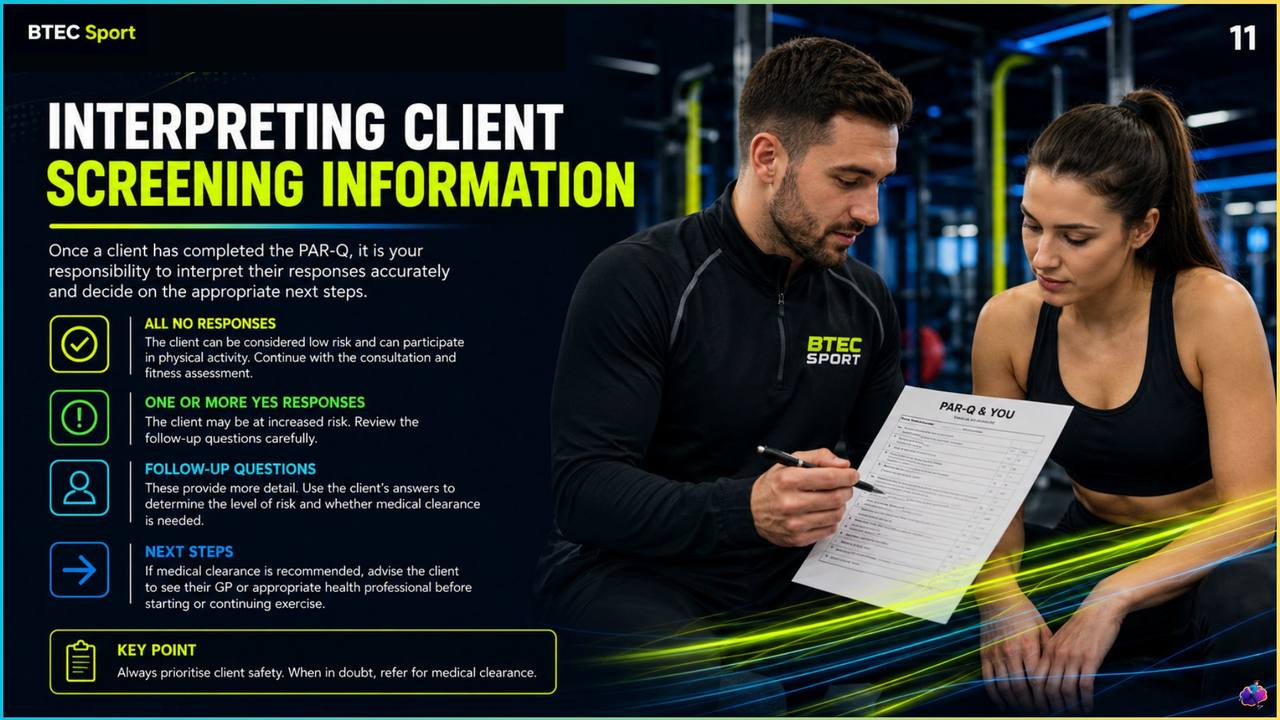 BTEC Sport
11
INTERPRETING CLIENT
SCREENING INFORMATION
Once a client has completed the PAR-Q, it is your
responsibility to interpret their responses accurately
and decide on the appropriate next steps.
ALL NO RESPONSES
The client can be considered low risk and can participate
in physical activity. Continue with the consultation and
fitness assessment.
ONE OR MORE YES RESPONSES
The client may be at increased risk. Review the
follow-up questions carefully.
FOLLOW-UP QUESTIONS
These provide more detail. Use the client's answers to
determine the level of risk and whether medical clearance
is needed.
NEXT STEPS
If medical clearance is recommended, advise the client
to see their GP or appropriate health professional before
starting or continuing exercise.
KEY POINT
Always prioritise client safety. When in doubt, refer for medical clearance.
BTEC
SPORT
PAR-Q & YOU